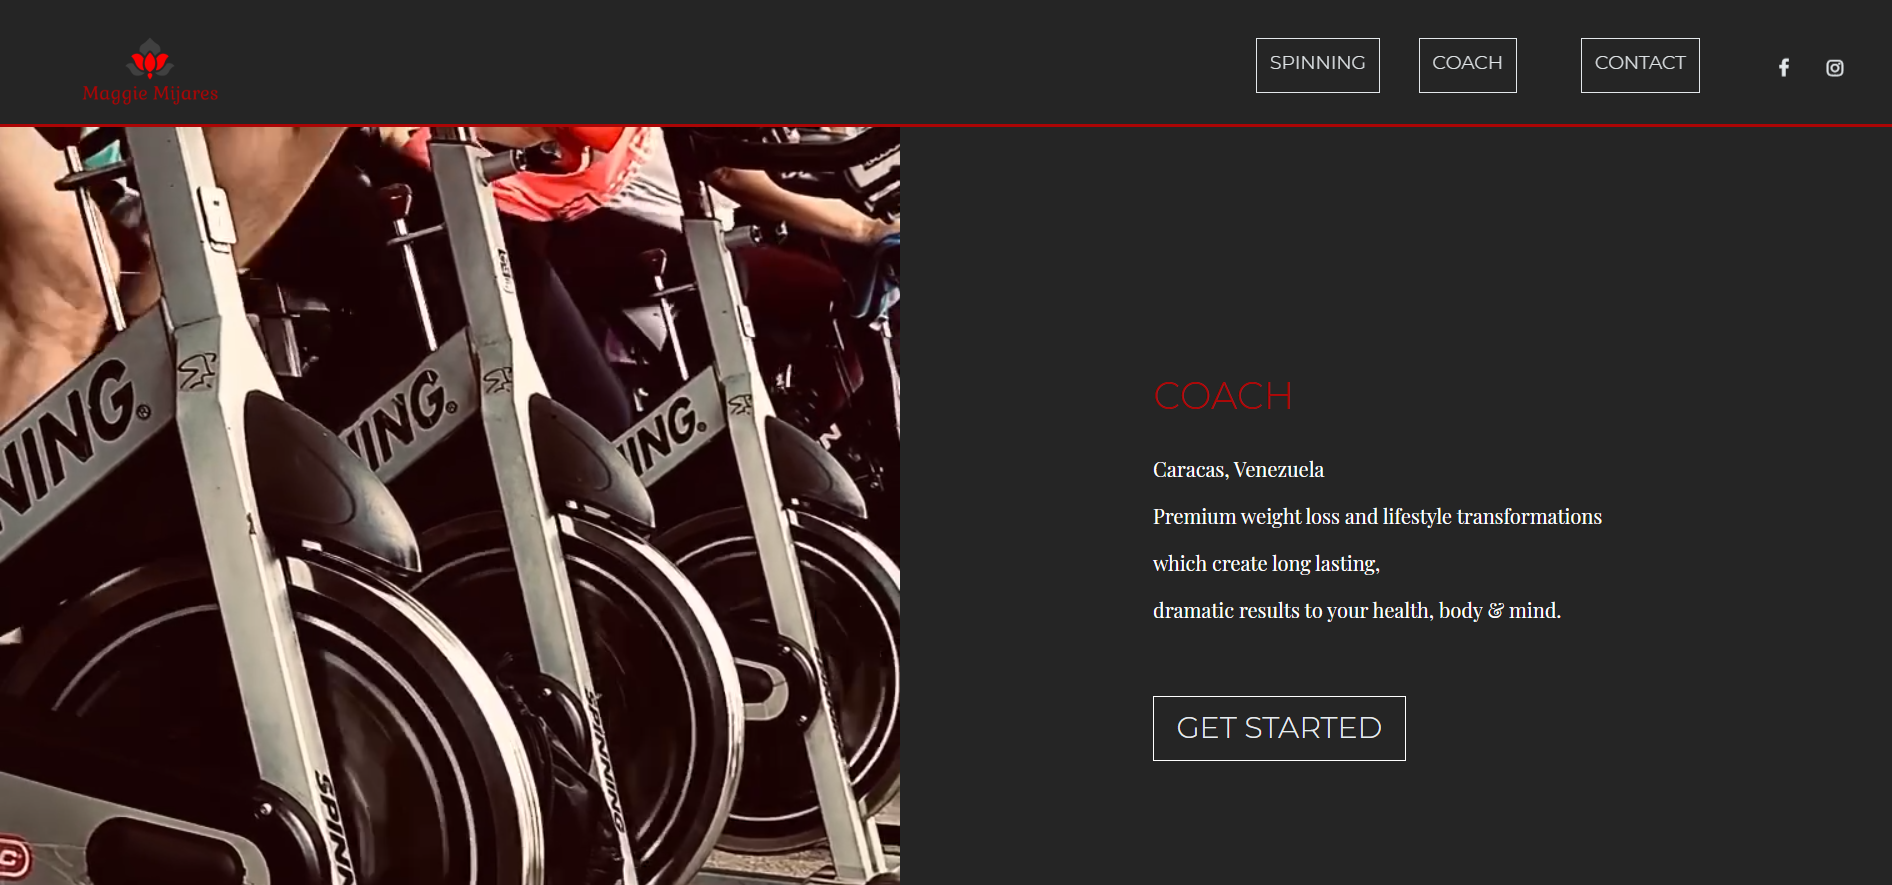 Maggie Mijares
SPINNING
COACH
CONTACT
NING®
NING®
NING®
COACH
Caracas, Venezuela
Premium weight loss and lifestyle transformations
which create long lasting,
dramatic results to your health, body & mind.
GET STARTED
SPINNING
SPINN